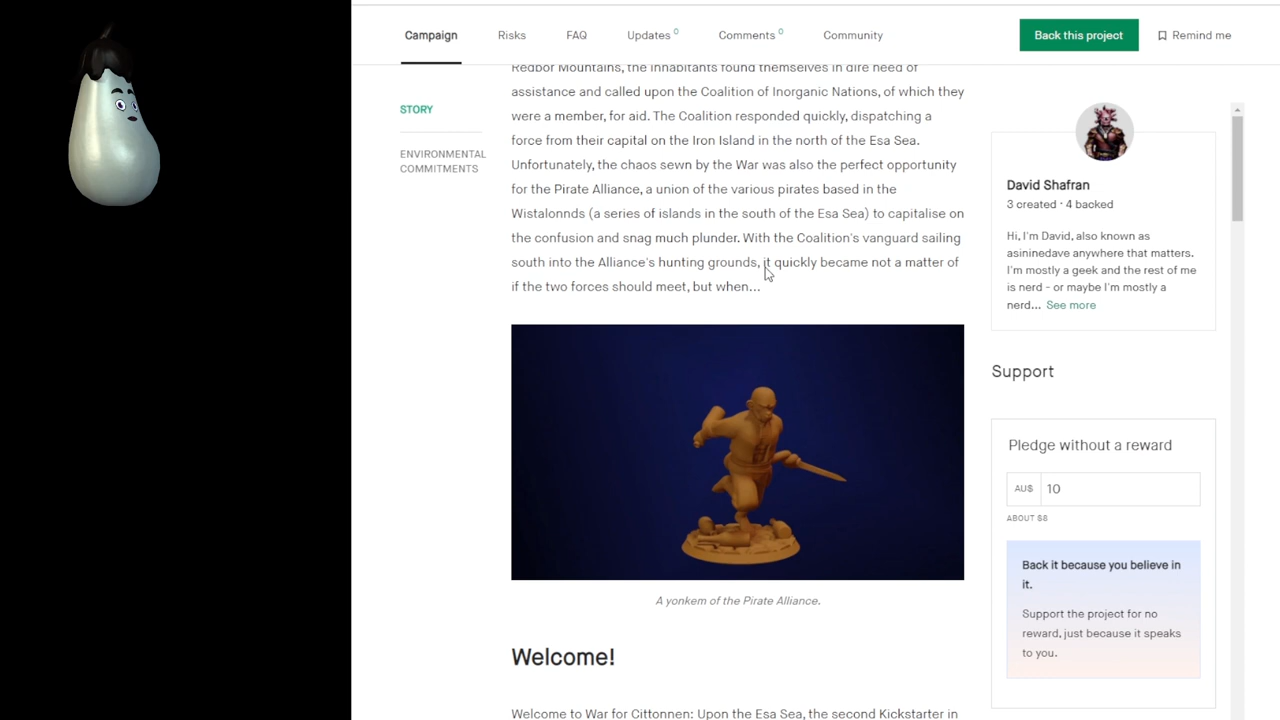 Campaign
Risks
FAQ
Updates 0
Comments 0
Community
Back this project
Remind me
STORY
ENVIRONMENTAL
COMMITMENTS
Redbor Mountains, the inhabitants found themselves in dire need of
assistance and called upon the Coalition of Inorganic Nations, of which they
were a member, for aid. The Coalition responded quickly, dispatching a
force from their capital on the Iron Island in the north of the Esa Sea.
Unfortunately, the chaos sewn by the War was also the perfect opportunity
for the Pirate Alliance, a union of the various pirates based in the
Wistalonnds (a series of islands in the south of the Esa Sea) to capitalise on
the confusion and snag much plunder. With the Coalition's vanguard sailing
south into the Alliance's hunting grounds, it quickly became not a matter of
if the two forces should meet, but when...
A yonkem of the Pirate Alliance.
Welcome!
Welcome to War for Cittonnen: Upon the Esa Sea, the second Kickstarter in
David Shafran
3 created · 4 backed
Hi, I'm David, also known as
asininedave anywhere that matters.
I'm mostly a geek and the rest of me
is nerd - or maybe I'm mostly a
nerd... See more
Support
Pledge without a reward
AU$ 10
ABOUT $8
Back it because you believe in
it.
Support the project for no
reward, just because it speaks
to you.